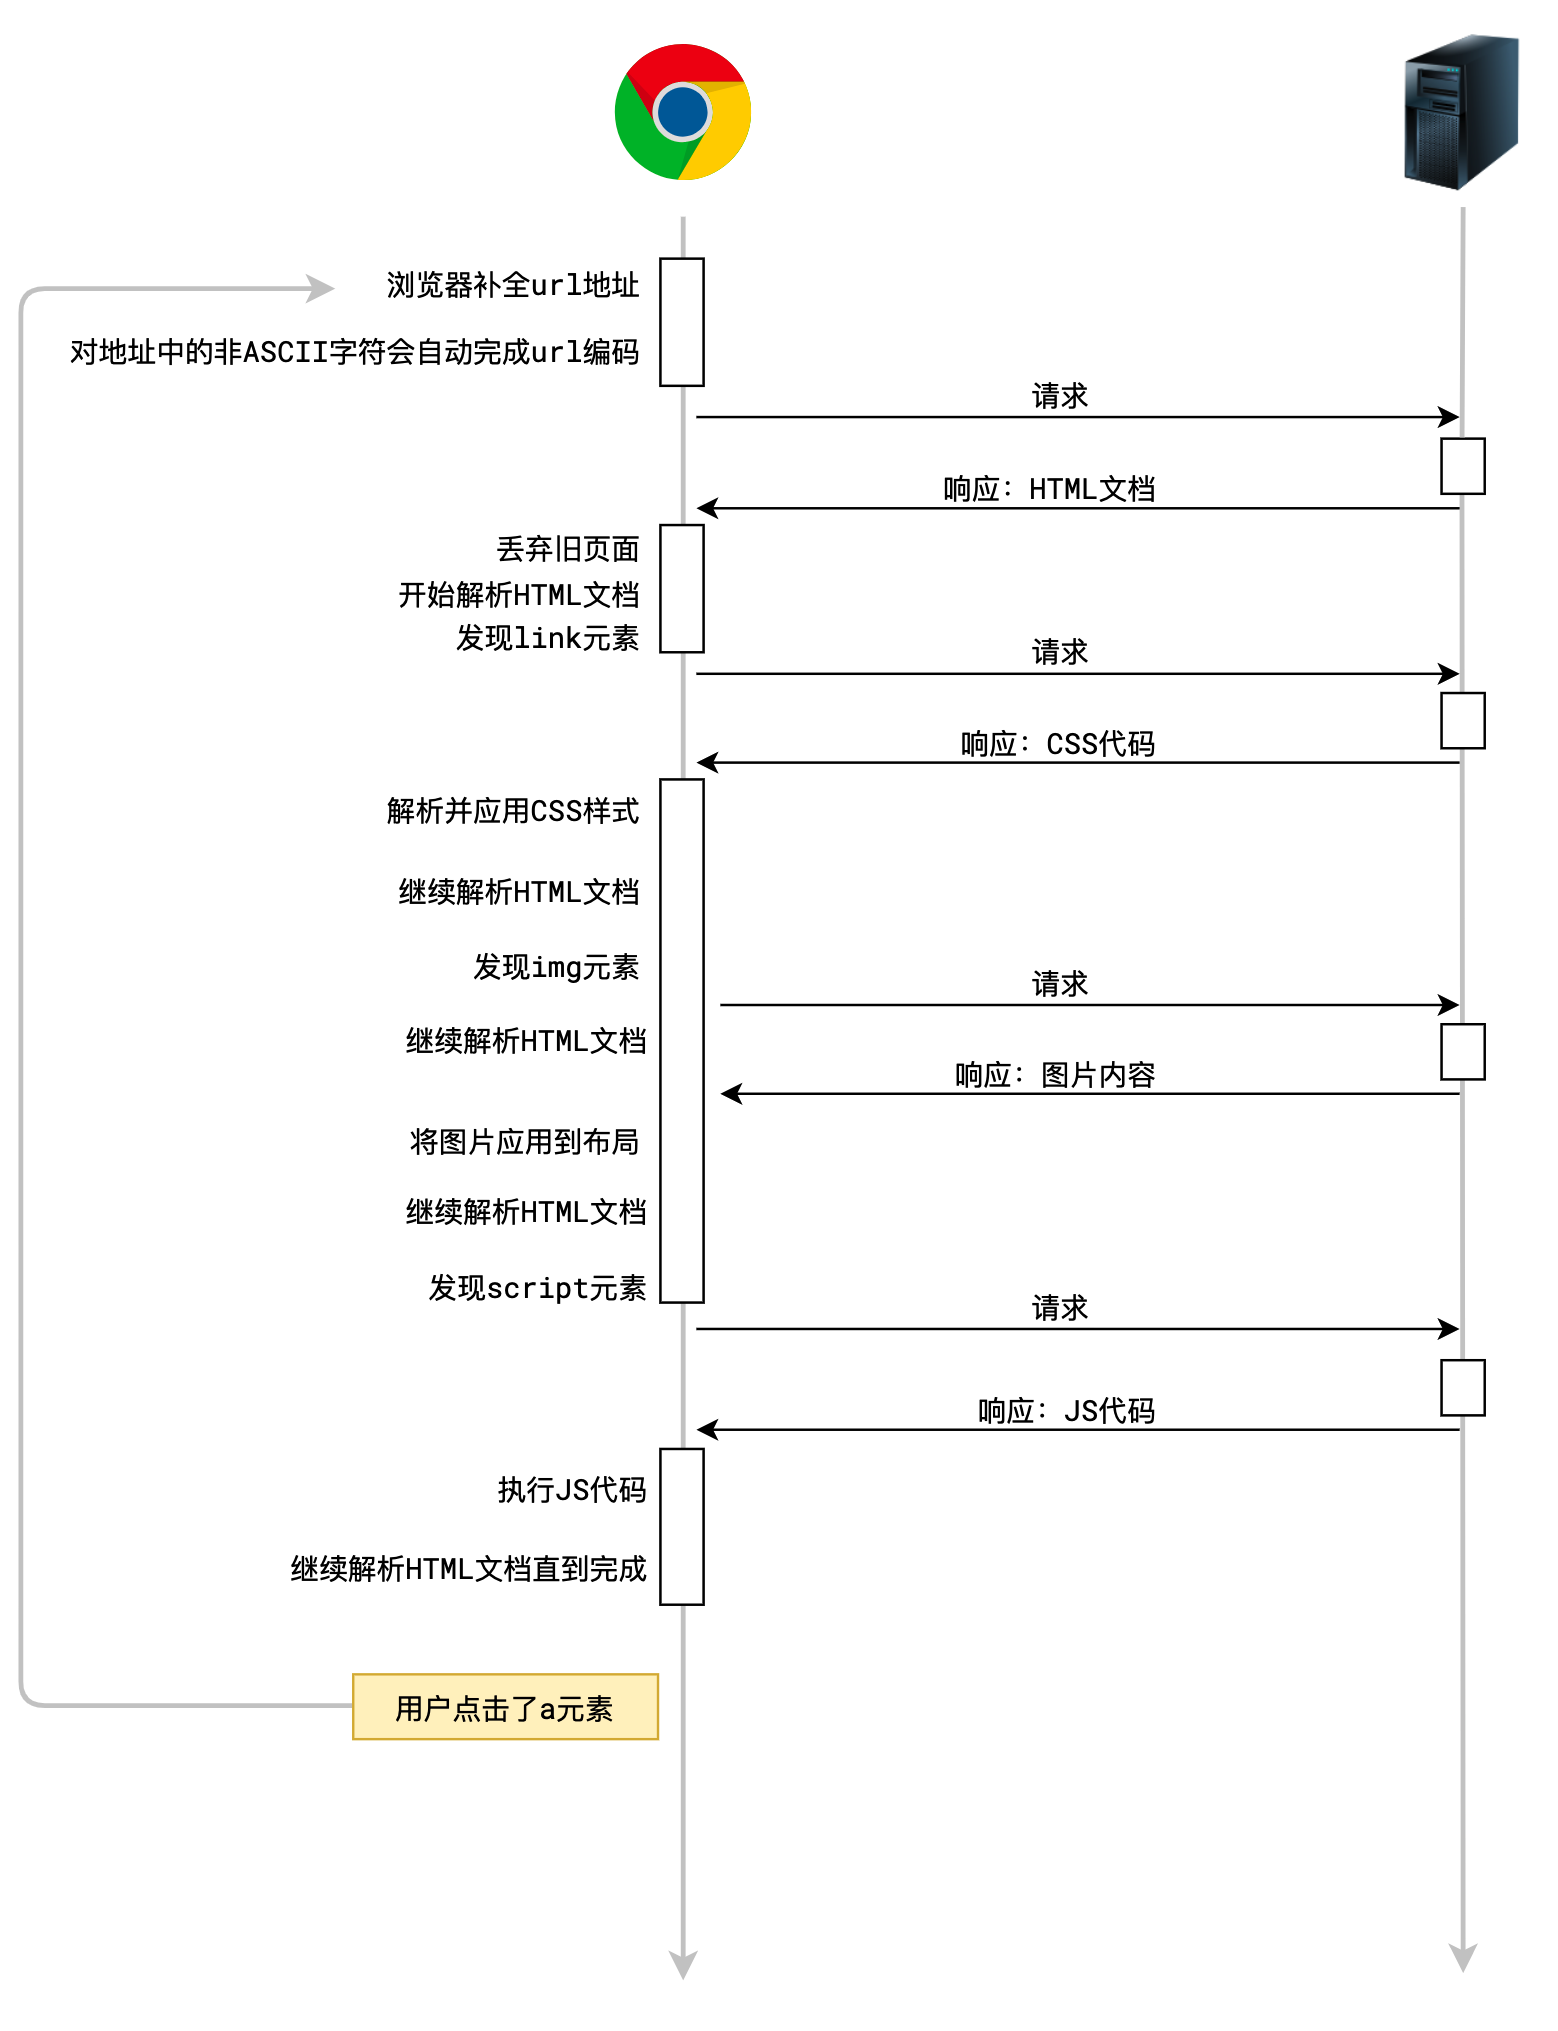 浏览器补全url地址
对地址中的非ASCII字符会自动完成url编码
请求
响应：HTML文档
丢弃旧页面
开始解析HTML文档
发现link元素
请求
响应：CSS代码
解析并应用CSS样式
继续解析HTML文档
发现img元素
请求
继续解析HTML文档
响应：图片内容
将图片应用到布局
继续解析HTML文档
发现script元素
请求
响应：JS代码
执行JS代码
继续解析HTML文档直到完成
用户点击了a元素